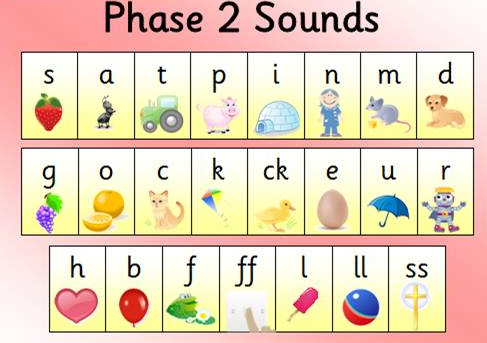 Phase 2 Sounds
s a t p i n m d
g o c k ck e u r
h b f ff l ll ss